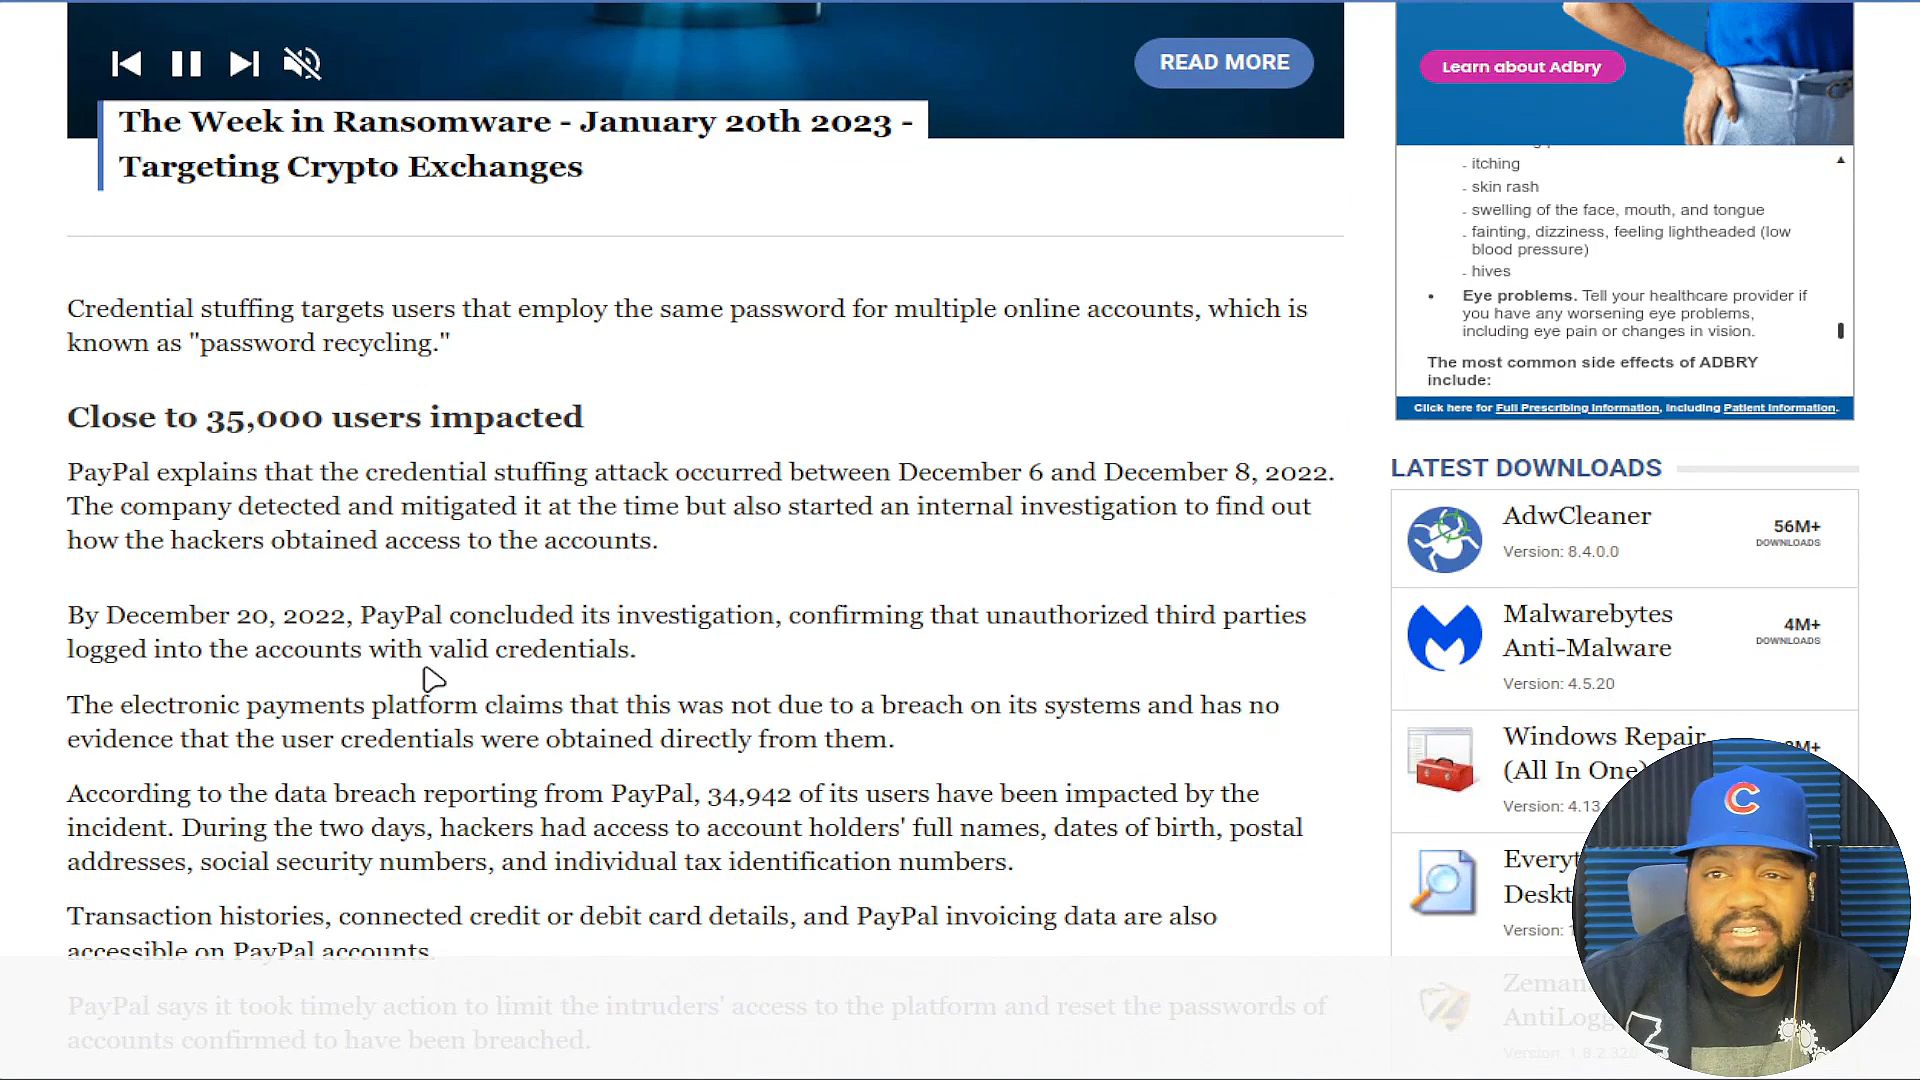 READ MORE
The Week in Ransomware - January 20th 2023 -
Targeting Crypto Exchanges
Credential stuffing targets users that employ the same password for multiple online accounts, which is
known as "password recycling."
Close to 35,000 users impacted
PayPal explains that the credential stuffing attack occurred between December 6 and December 8, 2022.
The company detected and mitigated it at the time but also started an internal investigation to find out
how the hackers obtained access to the accounts.
By December 20, 2022, PayPal concluded its investigation, confirming that unauthorized third parties
logged into the accounts with valid credentials.
The electronic payments platform claims that this was not due to a breach on its systems and has no
evidence that the user credentials were obtained directly from them.
According to the data breach reporting from PayPal, 34,942 of its users have been impacted by the
incident. During the two days, hackers had access to account holders' full names, dates of birth, postal
addresses, social security numbers, and individual tax identification numbers.
Transaction histories, connected credit or debit card details, and PayPal invoicing data are also
accessible on PayPal accounts.
PayPal says it took timely action to limit the intruders' access to the platform and reset the passwords of
accounts confirmed to have been breached.
Learn about Adbry
- itching
- skin rash
- swelling of the face, mouth, and tongue
- fainting, dizziness, feeling lightheaded (low
blood pressure)
- hives
• Eye problems. Tell your healthcare provider if
you have any worsening eye problems,
including eye pain or changes in vision.
The most common side effects of ADBRY
include:
Click here for Full Prescribing Information, including Patient Information.
LATEST DOWNLOADS
AdwCleaner
Version: 8.4.0.0
56M+
DOWNLOADS
Malwarebytes
Anti-Malware
Version: 4.5.20
4M+
DOWNLOADS
Windows Repair
(All In One)
Version: 4.13.
Version:
AntiLogg
Version: 1.8.2.320
C